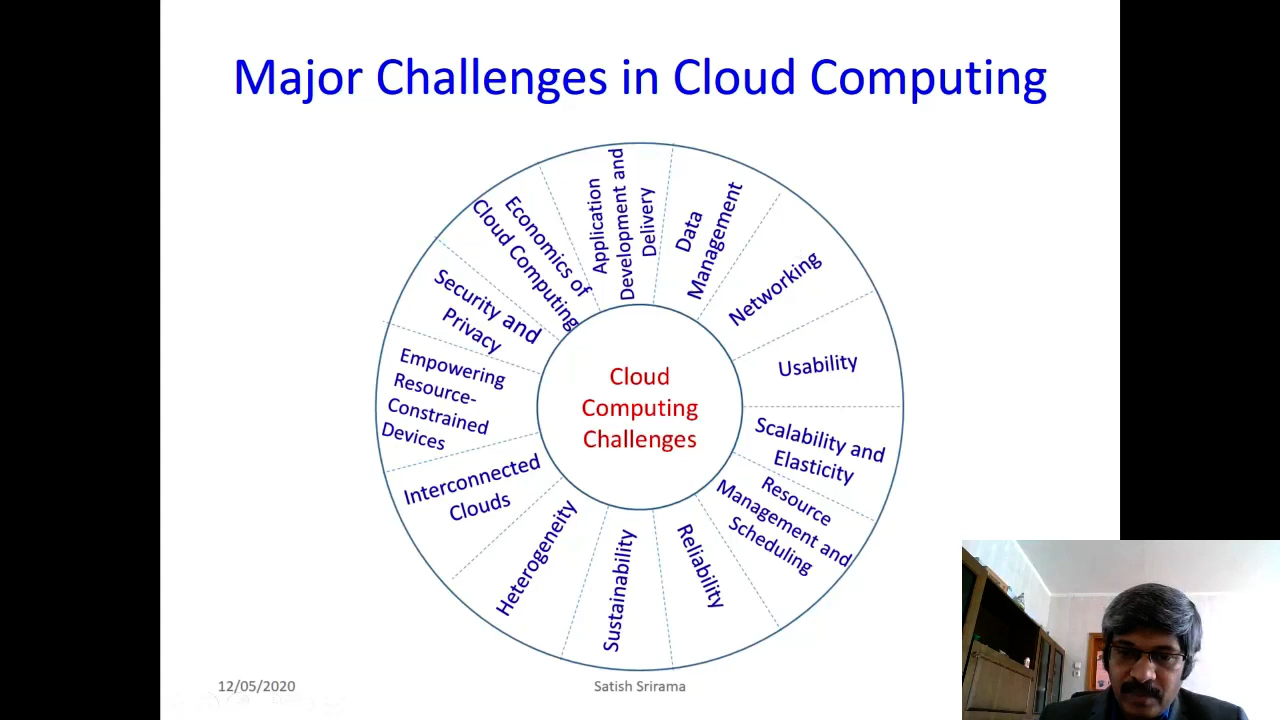 Major Challenges in Cloud Computing
Application
Development and
Delivery
Data
Management
Networking
Usability
Scalability and
Elasticity
Resource
Management and
Scheduling
Reliability
Sustainability
Heterogeneity
Interconnected
Clouds
Empowering
Resource-
Constrained
Devices
Security and
Privacy
Economics of
Cloud Computing
Cloud
Computing
Challenges
12/05/2020
Satish Srirama